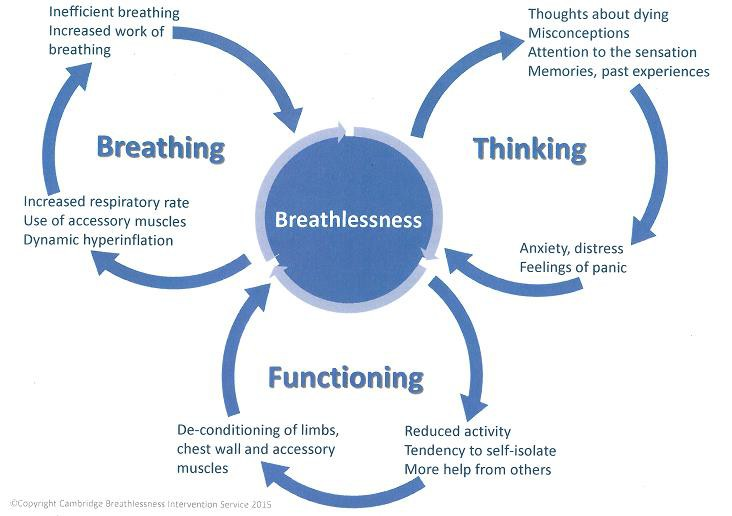 Inefficient breathing
Increased work of
breathing
Thoughts about dying
Misconceptions
Attention to the sensation
Memories, past experiences
Breathing
Thinking
Increased respiratory rate
Use of accessory muscles
Dynamic hyperinflation
Breathlessness
Anxiety, distress
Feelings of panic
Functioning
De-conditioning of limbs,
chest wall and accessory
muscles
Reduced activity
Tendency to self-isolate
More help from others
©Copyright Cambridge Breathlessness Intervention Service 2015